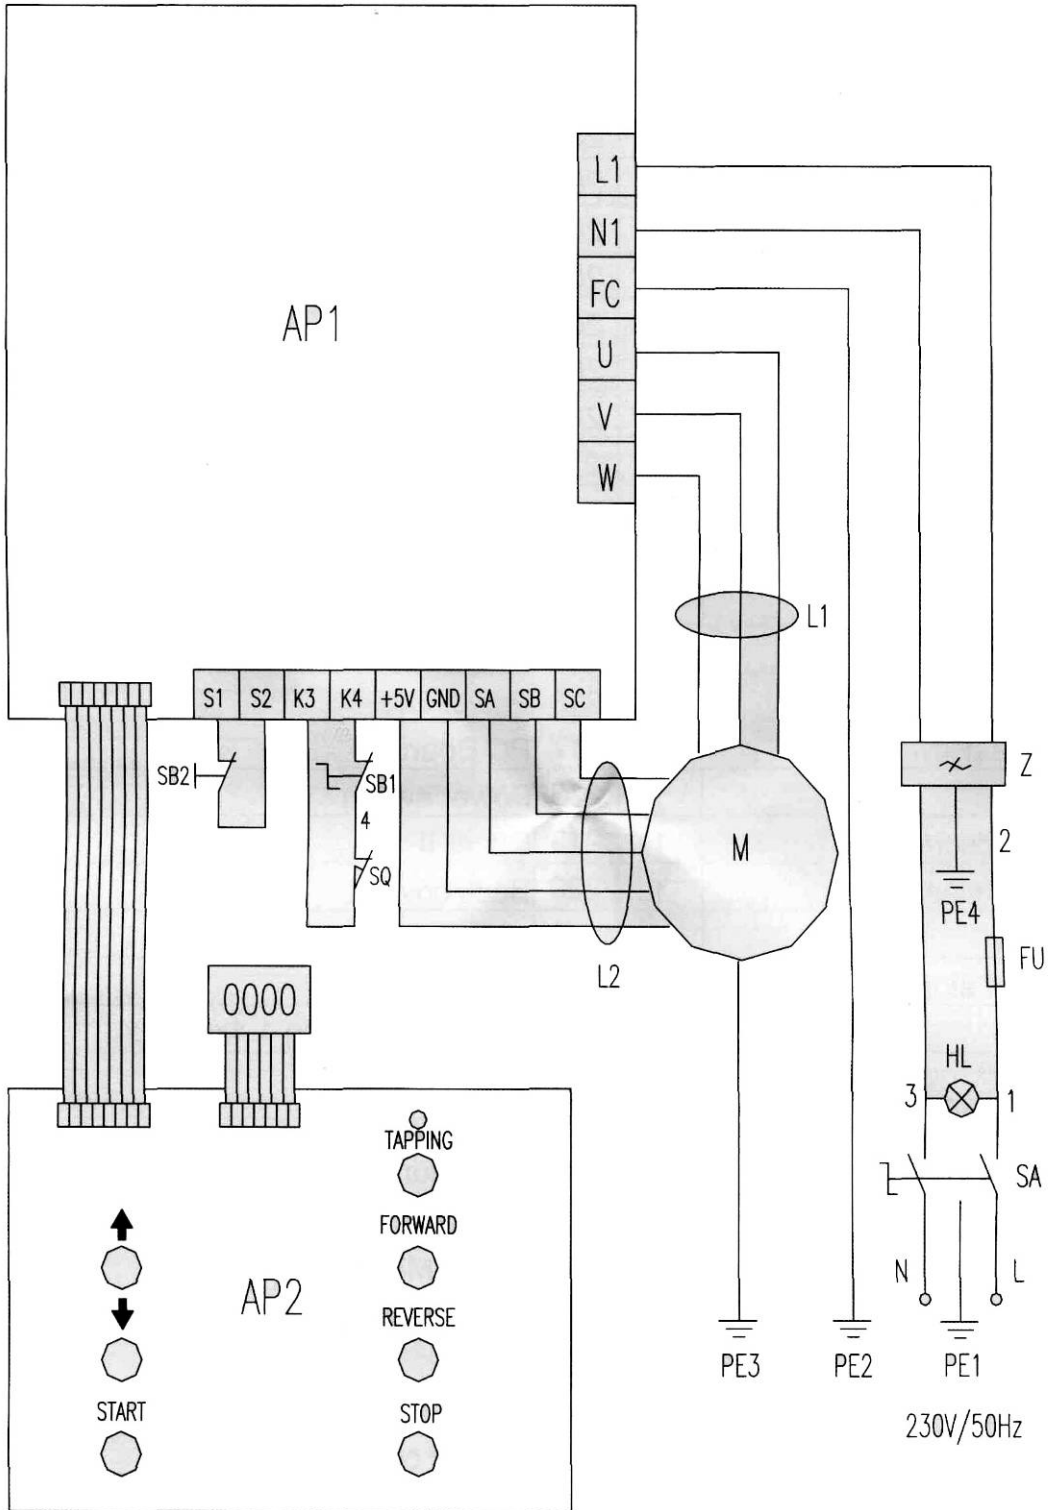 L1
N1
FC
AP1
U
V
W
L1
S1 S2 K3 K4 +5V GND SA SB SC
SB2
SB1
4
SQ
M
Z
2
PE4
FU
L2
0000
HL
3 1
TAPPING
SA
FORWARD
AP2
N L
REVERSE
PE3 PE2 PE1
START STOP
230V/50Hz